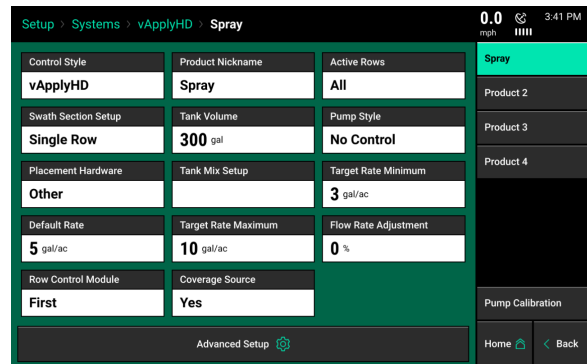 Setup > Systems > vApplyHD > Spray
0.0
mph
3:41 PM
Control Style
vApplyHD
Product Nickname
Spray
Active Rows
All
Swath Section Setup
Single Row
Tank Volume
300 gal
Pump Style
No Control
Placement Hardware
Other
Tank Mix Setup
Target Rate Minimum
3 gal/ac
Default Rate
5 gal/ac
Target Rate Maximum
10 gal/ac
Flow Rate Adjustment
0 %
Row Control Module
First
Coverage Source
Yes
Advanced Setup
Spray
Product 2
Product 3
Product 4
Pump Calibration
Home
< Back